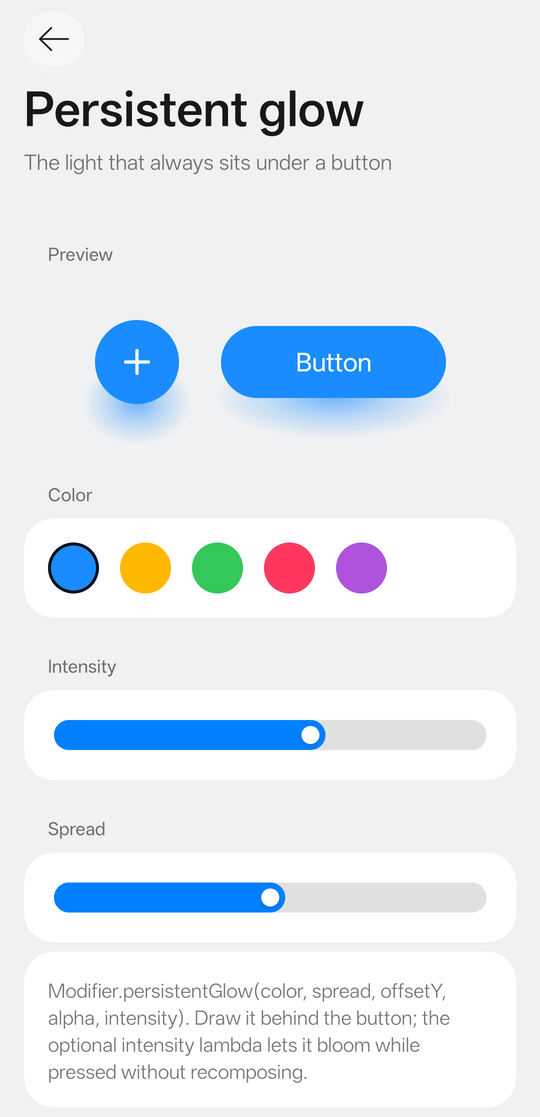 Persistent glow
The light that always sits under a button
Preview
Button
Color
Intensity
Spread
Modifier.persistentGlow(color, spread, offsetY,
alpha, intensity). Draw it behind the button; the
optional intensity lambda lets it bloom while
pressed without recomposing.